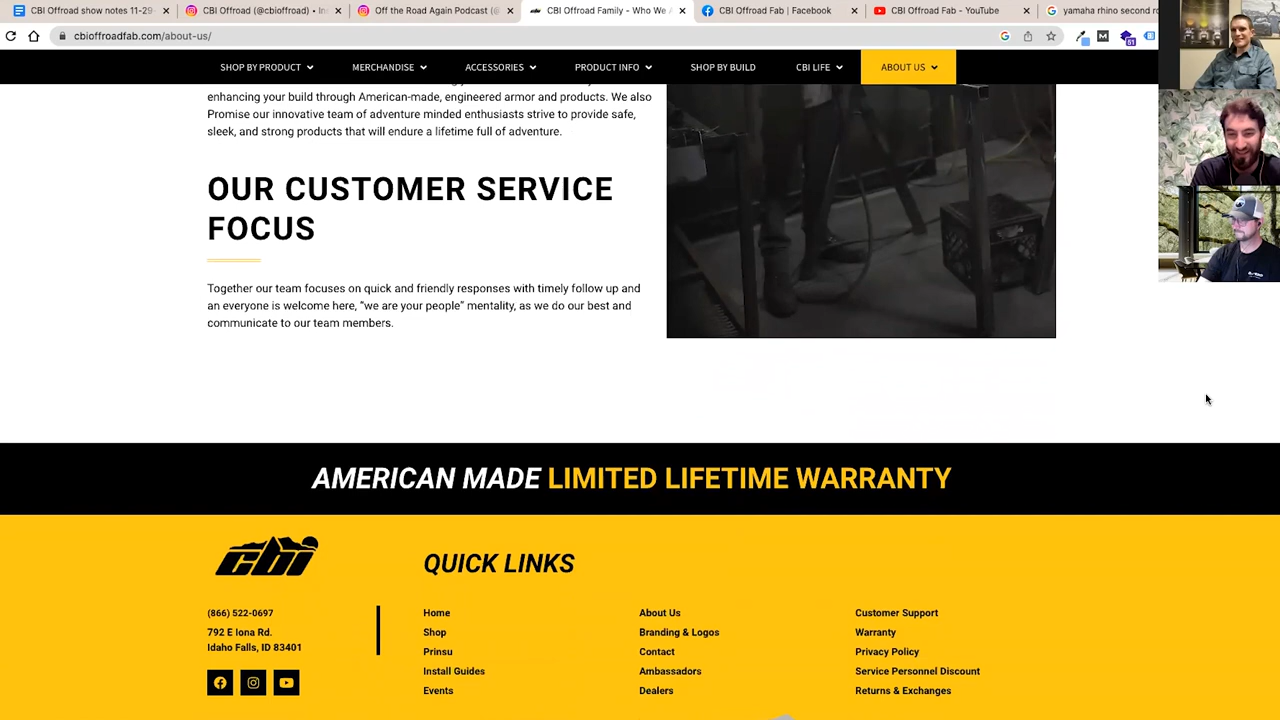 CBI Offroad show notes 11-29-
Instagram (@cbioffroad) • In
Off the Road Again Podcast (@
CBI Offroad Family - Who We A
CBI Offroad Fab | Facebook
CBI Offroad Fab - YouTube
yamaha rhino second ro
cbioffroadfab.com/about-us/
SHOP BY PRODUCT
MERCHANDISE
ACCESSORIES
PRODUCT INFO
SHOP BY BUILD
CBI LIFE
ABOUT US
enhancing your build through American-made, engineered armor and products. We also
Promise our innovative team of adventure minded enthusiasts strive to provide safe,
sleek, and strong products that will endure a lifetime full of adventure.
OUR CUSTOMER SERVICE
FOCUS
Together our team focuses on quick and friendly responses with timely follow up and
an everyone is welcome here, “we are your people” mentality, as we do our best and
communicate to our team members.
AMERICAN MADE LIMITED LIFETIME WARRANTY
cbi
(866) 522-0697
792 E Iona Rd.
Idaho Falls, ID 83401
QUICK LINKS
Home
Shop
Prinsu
Install Guides
Events
About Us
Branding & Logos
Contact
Ambassadors
Dealers
Customer Support
Warranty
Privacy Policy
Service Personnel Discount
Returns & Exchanges